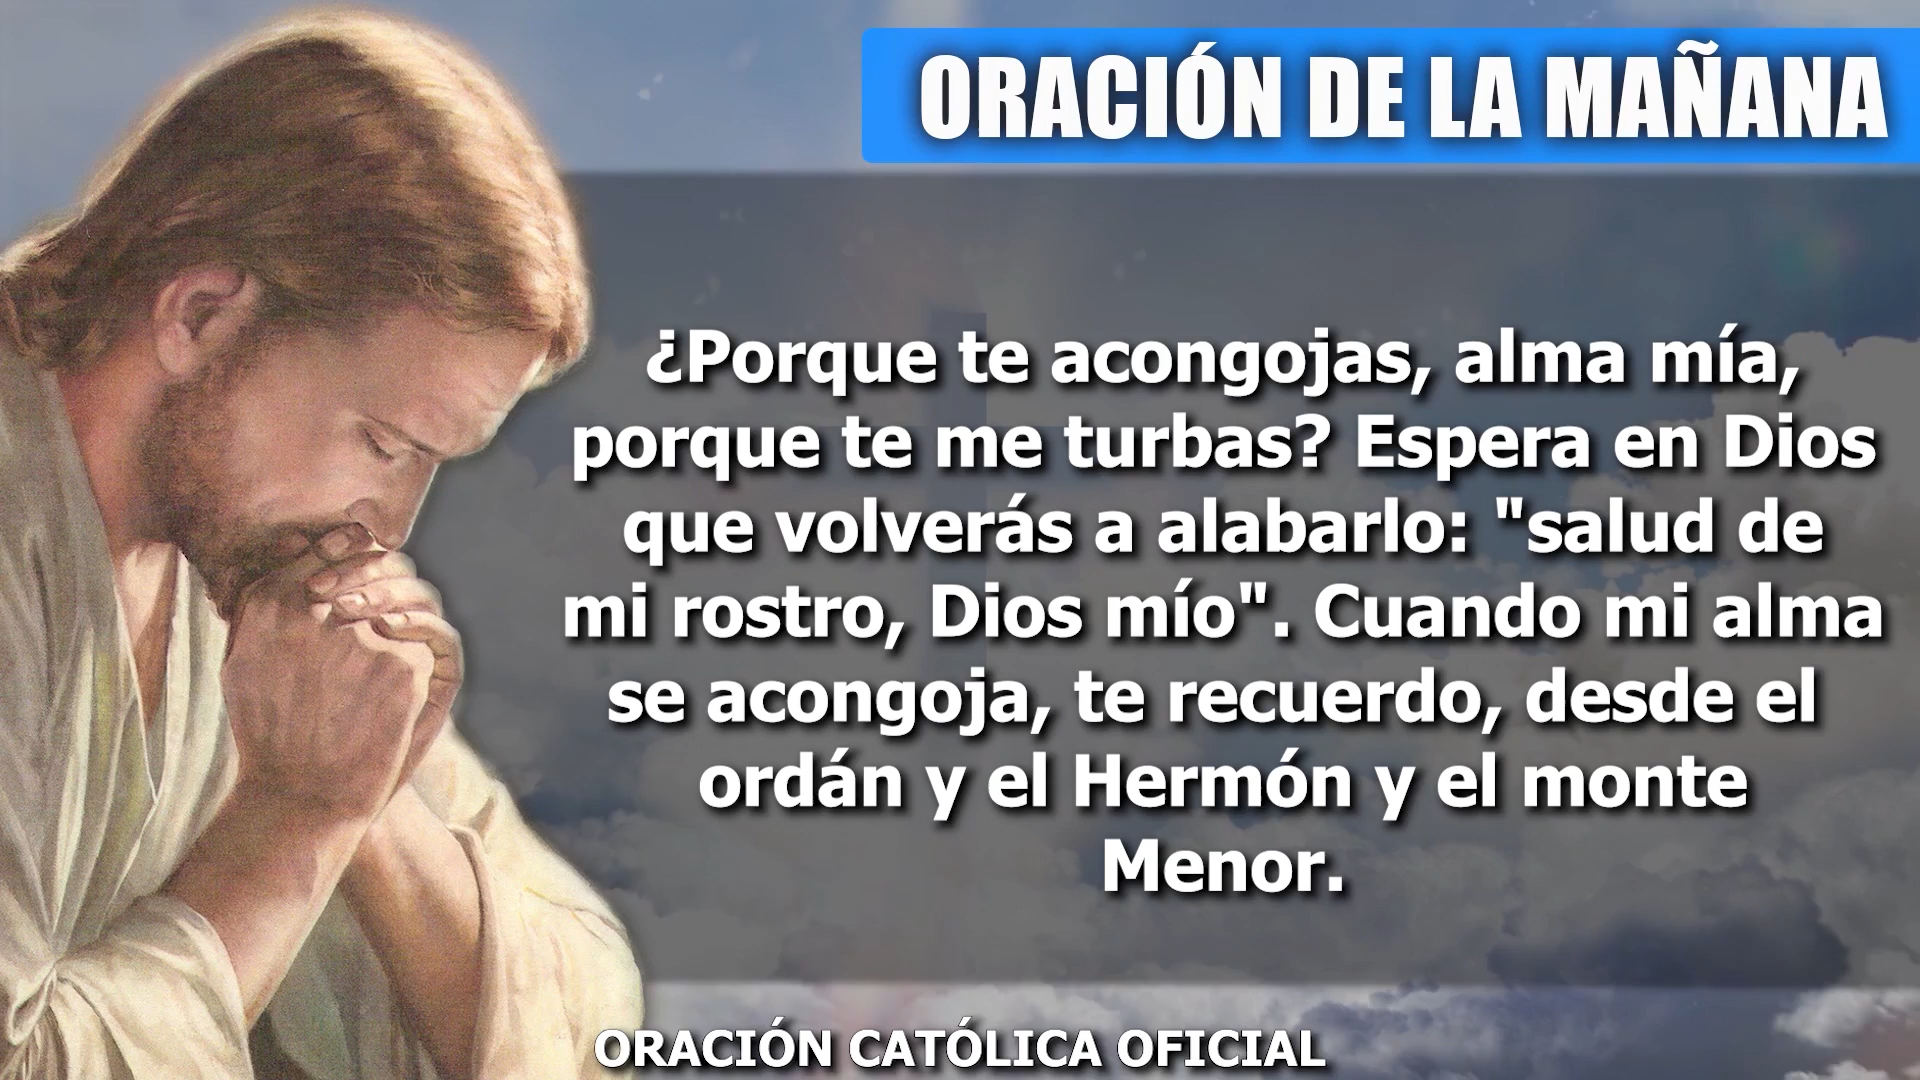 ORACIÓN DE LA MAÑANA
¿Porque te acongojas, alma mía,
porque te me turbas? Espera en Dios
que volverás a alabarlo: "salud de
mi rostro, Dios mío". Cuando mi alma
se acongoja, te recuerdo, desde el
ordán y el Hermón y el monte
Menor.
ORACIÓN CATÓLICA OFICIAL